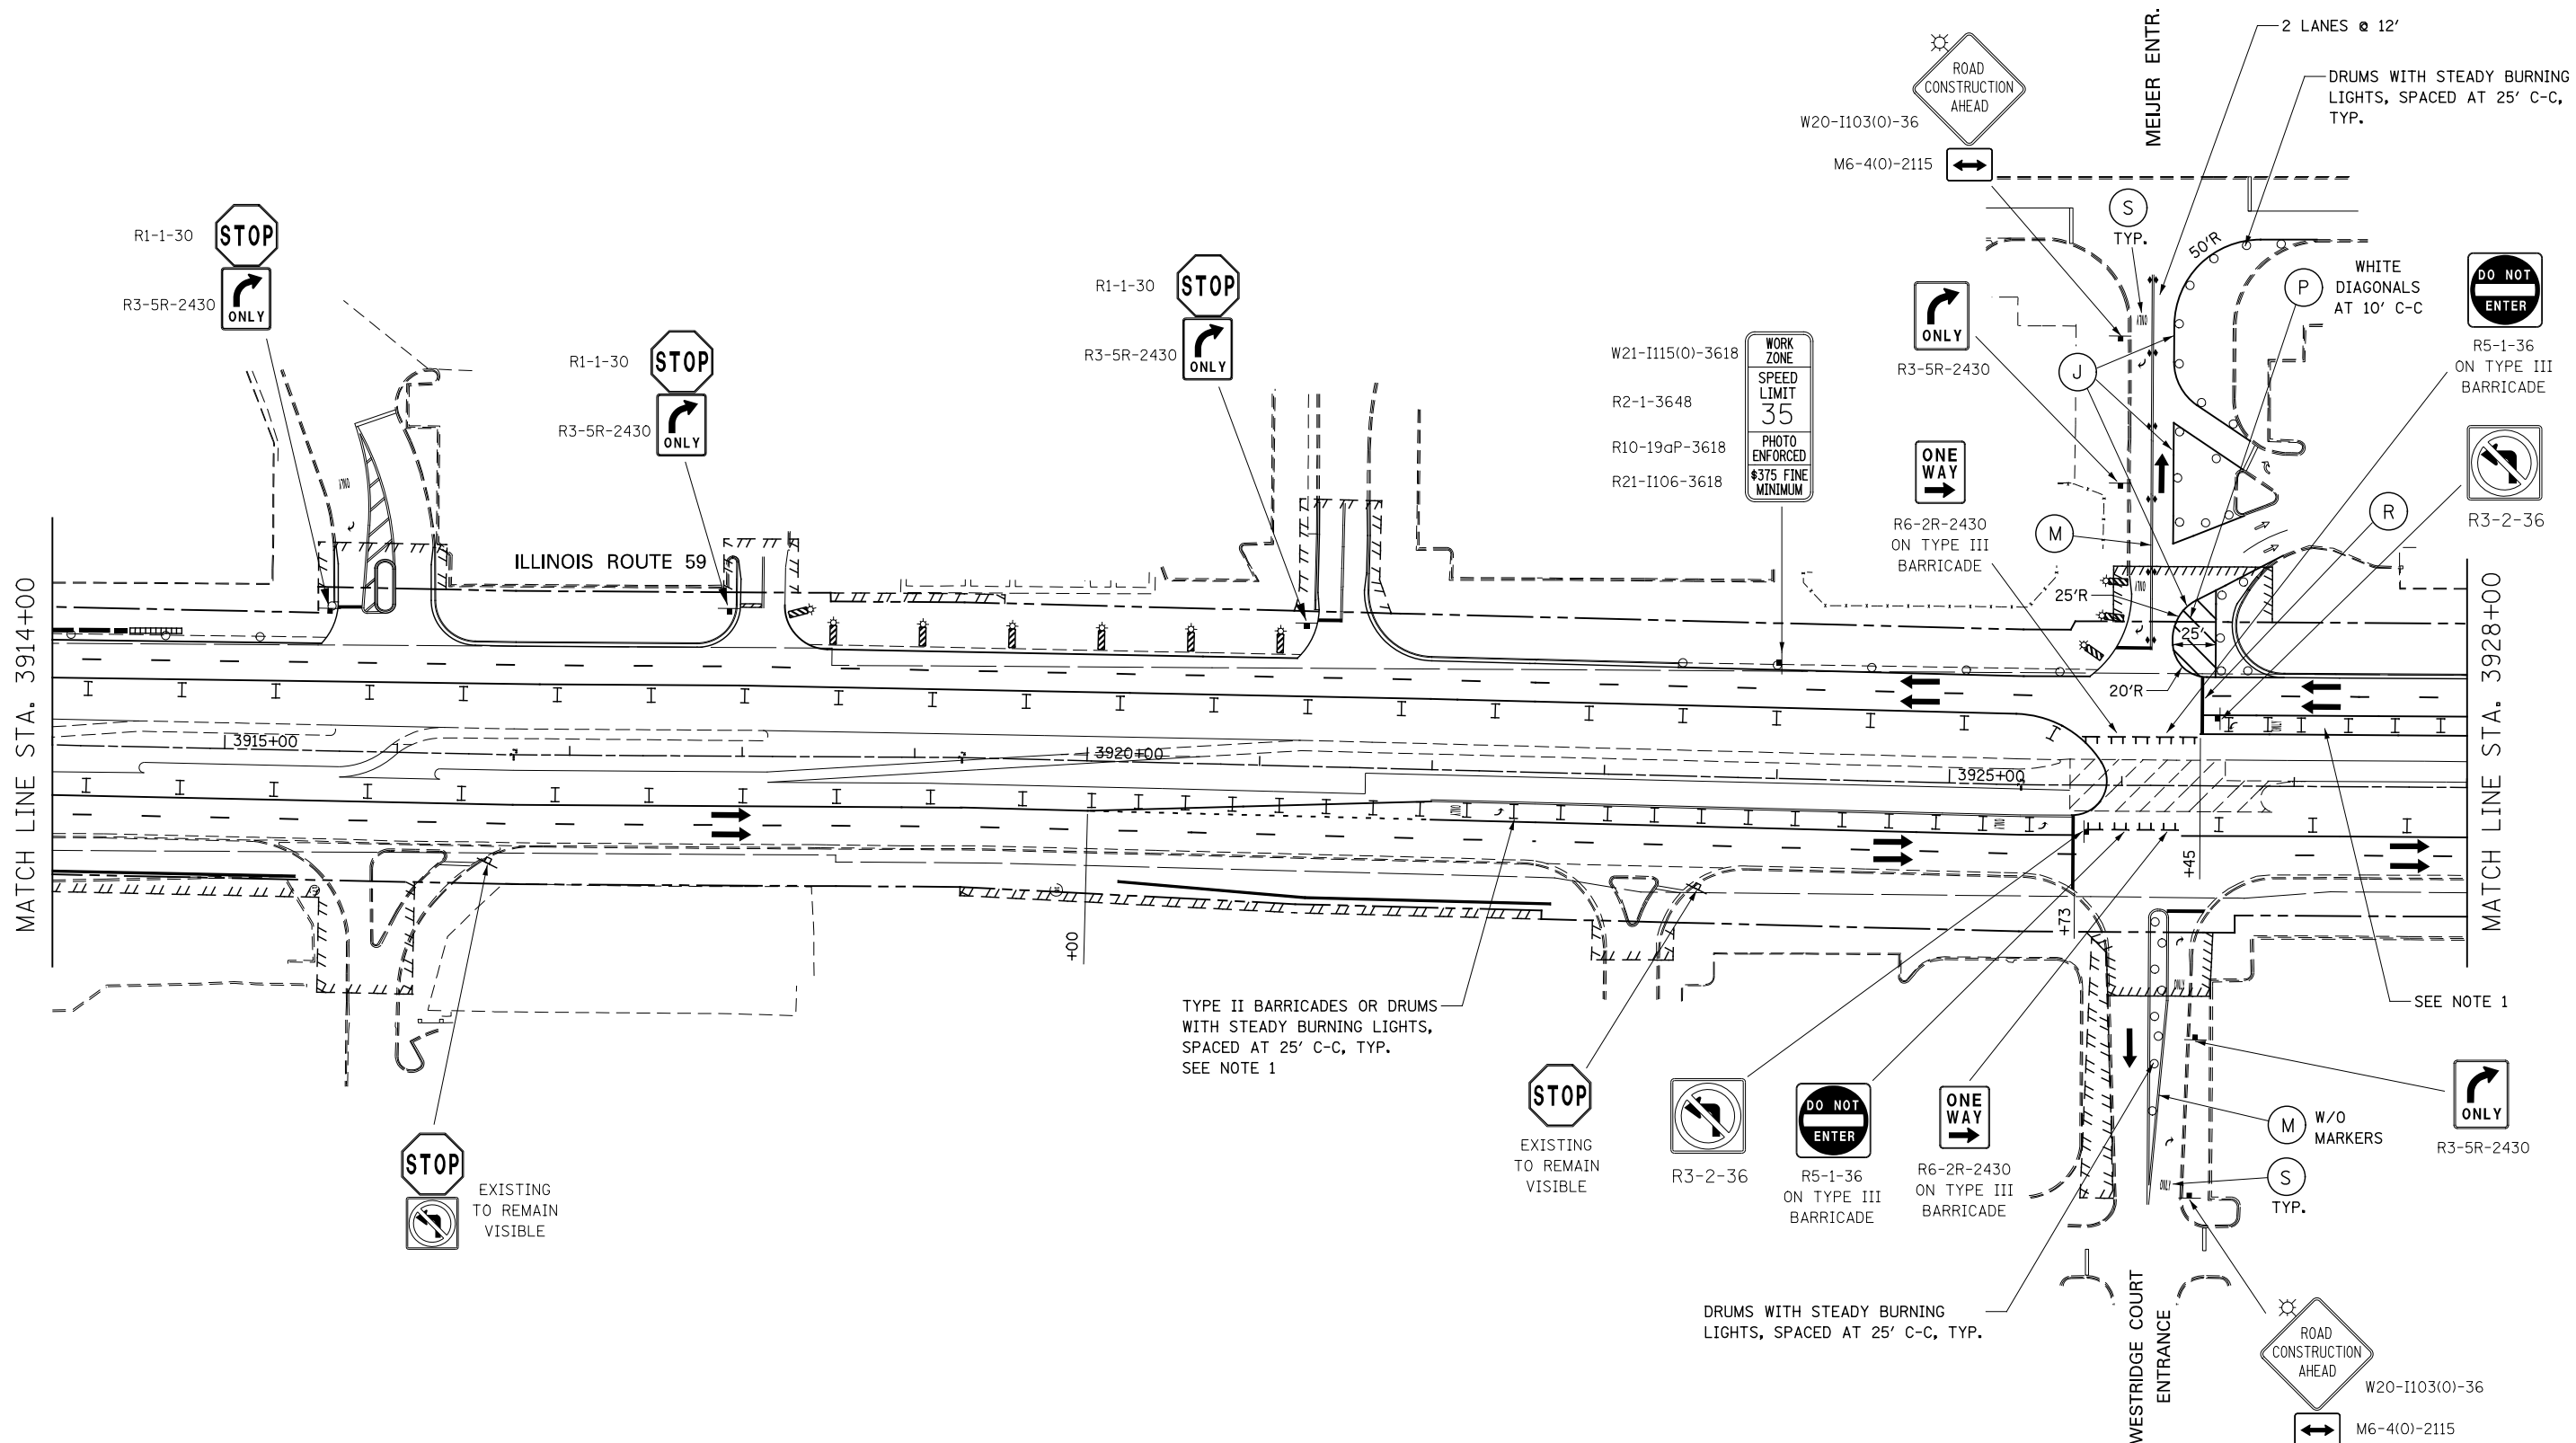 MEIJER ENTR.
2 LANES @ 12'
DRUMS WITH STEADY BURNING
LIGHTS, SPACED AT 25' C-C,
TYP.
ROAD
CONSTRUCTION
AHEAD
W20-I103(0)-36
M6-4(0)-2115
S
TYP.
50'R
P
WHITE
DIAGONALS
AT 10' C-C
DO NOT
ENTER
R5-1-36
ON TYPE III
BARRICADE
R1-1-30
STOP
R3-5R-2430
ONLY
R1-1-30
STOP
R3-5R-2430
ONLY
R1-1-30
STOP
R3-5R-2430
ONLY
W21-I115(0)-3618
WORK
ZONE
R2-1-3648
SPEED
LIMIT
35
R10-19aP-3618
PHOTO
ENFORCED
R21-I106-3618
$375 FINE
MINIMUM
ONLY
R3-5R-2430
J
ONE
WAY
R6-2R-2430
ON TYPE III
BARRICADE
M
R
R3-2-36
ONLY
ONLY
ONLY
ILLINOIS ROUTE 59
25'R
25'
20'R
MATCH LINE STA. 3914+00
MATCH LINE STA. 3928+00
3915+00
3920+00
3925+00
ONLY
ONLY
ONLY
+00
+73
+45
TYPE II BARRICADES OR DRUMS
WITH STEADY BURNING LIGHTS,
SPACED AT 25' C-C, TYP.
SEE NOTE 1
SEE NOTE 1
STOP
EXISTING
TO REMAIN
VISIBLE
STOP
EXISTING
TO REMAIN
VISIBLE
R3-2-36
DO NOT
ENTER
R5-1-36
ON TYPE III
BARRICADE
ONE
WAY
R6-2R-2430
ON TYPE III
BARRICADE
ONLY
M
W/O
MARKERS
ONLY
S
TYP.
ONLY
R3-5R-2430
DRUMS WITH STEADY BURNING
LIGHTS, SPACED AT 25' C-C, TYP.
WESTRIDGE COURT
ENTRANCE
ROAD
CONSTRUCTION
AHEAD
W20-I103(0)-36
M6-4(0)-2115